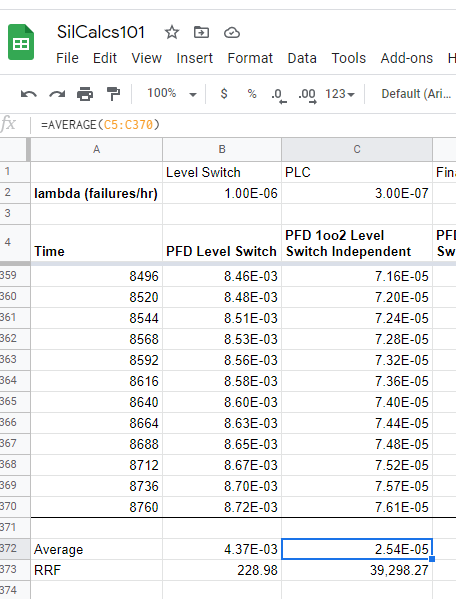 SilCalcs101
File Edit View Insert Format Data Tools Add-ons H
100% $ % .0 .00 123 Default (Ari...
fx =AVERAGE(C5:C370)
A B C
1 Level Switch PLC Fin
2 lambda (failures/hr) 1.00E-06 3.00E-07
3
PFD 1oo2 Level PFD
4 Time PFD Level Switch Switch Independent Sw
359 8496 8.46E-03 7.16E-05
360 8520 8.48E-03 7.20E-05
361 8544 8.51E-03 7.24E-05
362 8568 8.53E-03 7.28E-05
363 8592 8.56E-03 7.32E-05
364 8616 8.58E-03 7.36E-05
365 8640 8.60E-03 7.40E-05
366 8664 8.63E-03 7.44E-05
367 8688 8.65E-03 7.48E-05
368 8712 8.67E-03 7.52E-05
369 8736 8.70E-03 7.57E-05
370 8760 8.72E-03 7.61E-05
371
372 Average 4.37E-03 2.54E-05
373 RRF 228.98 39,298.27
374